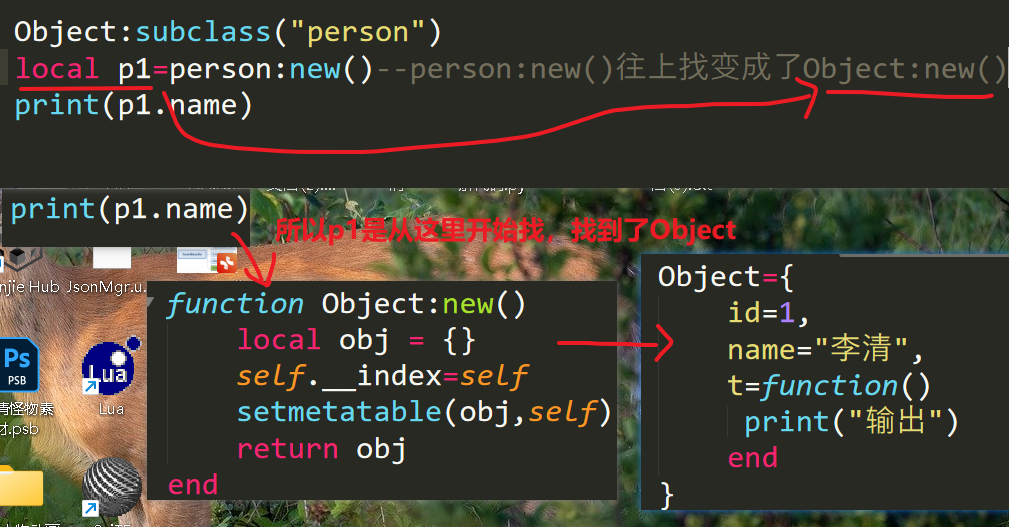 Object:subclass("person")
local p1=person:new()--person:new()往上找变成了Object:new()
print(p1.name)
print(p1.name)
所以p1是从这里开始找，找到了Object
njie Hub
JsonMgr.u.
function Object:new()
local obj = {}
self.__index=self
setmetatable(obj,self)
return obj
end
Object={
id=1,
name="李清",
t=function()
print("输出")
end
}
Ps
PSB
Lua
Lua
情怪物素
材.psb